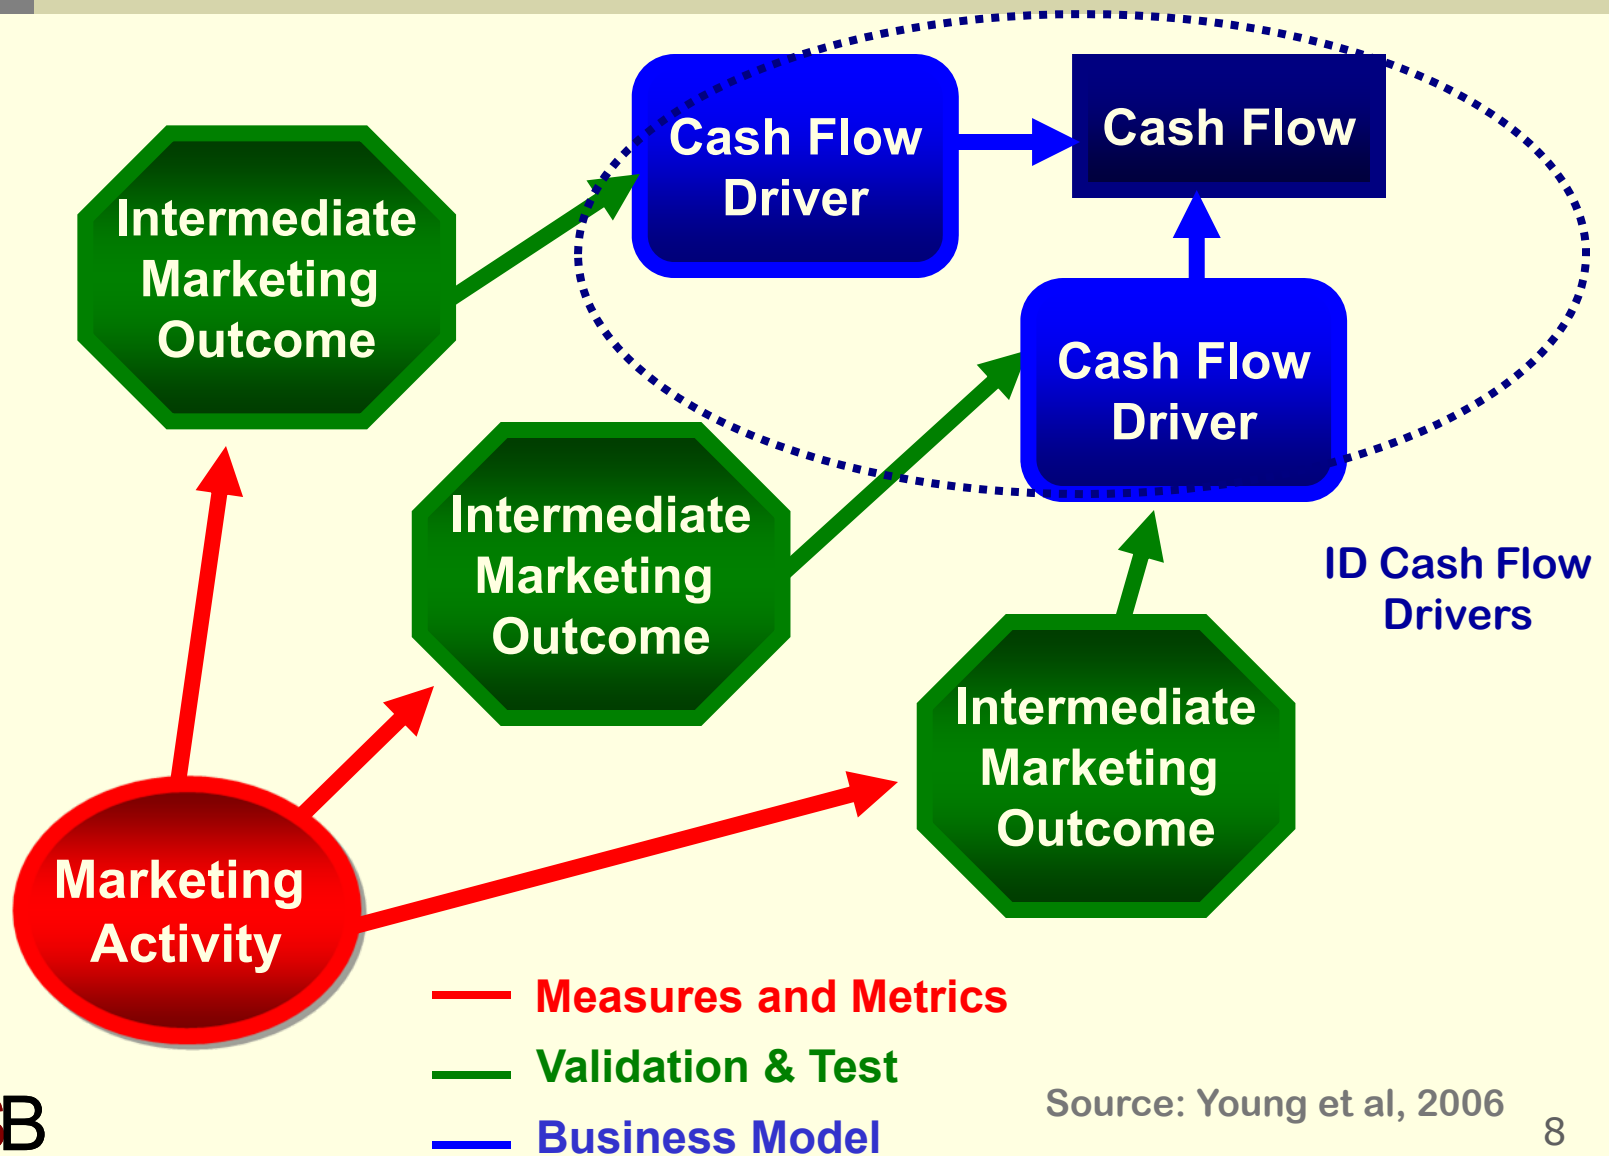 Cash Flow
Driver
Cash Flow
Intermediate
Marketing
Outcome
Cash Flow
Driver
Intermediate
Marketing
Outcome
ID Cash Flow
Drivers
Intermediate
Marketing
Outcome
Marketing
Activity
Measures and Metrics
Validation & Test
Business Model
Source: Young et al, 2006
B
8